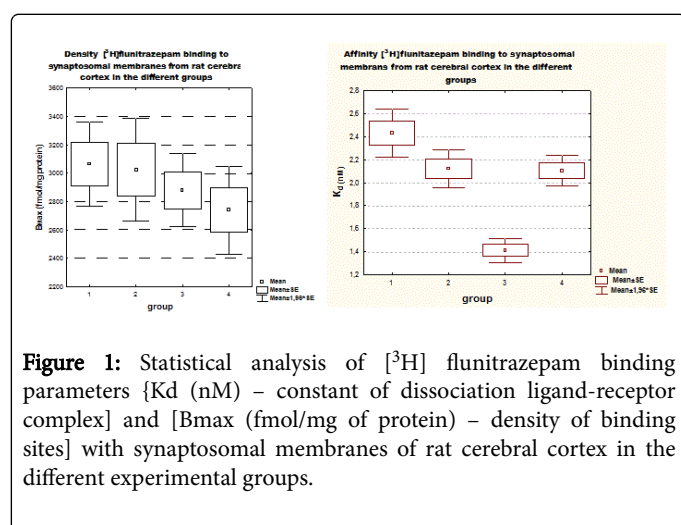 Density [³H]flunitrazepam binding to
synaptosomal membranes from rat cerebral
cortex in the different groups
3600
3400
3200
3000
2800
2600
2400
2200
Bmax (fmol/mg protein)
1 2 3 4
group
Mean
Mean±SE
Mean±1,96*SE
Affinity [³H]flunitazepam binding to synaptosomal
membrans from rat cerebral cortex in the different
groups
2,8
2,6
2,4
2,2
2,0
1,8
1,6
1,4
1,2
Kd (nM)
1 2 3 4
group
Mean
Mean±SE
Mean±1,96*SE
Figure 1: Statistical analysis of [³H] flunitrazepam binding
parameters {Kd (nM) – constant of dissociation ligand-receptor
complex] and [Bmax (fmol/mg of protein) – density of binding
sites] with synaptosomal membranes of rat cerebral cortex in the
different experimental groups.